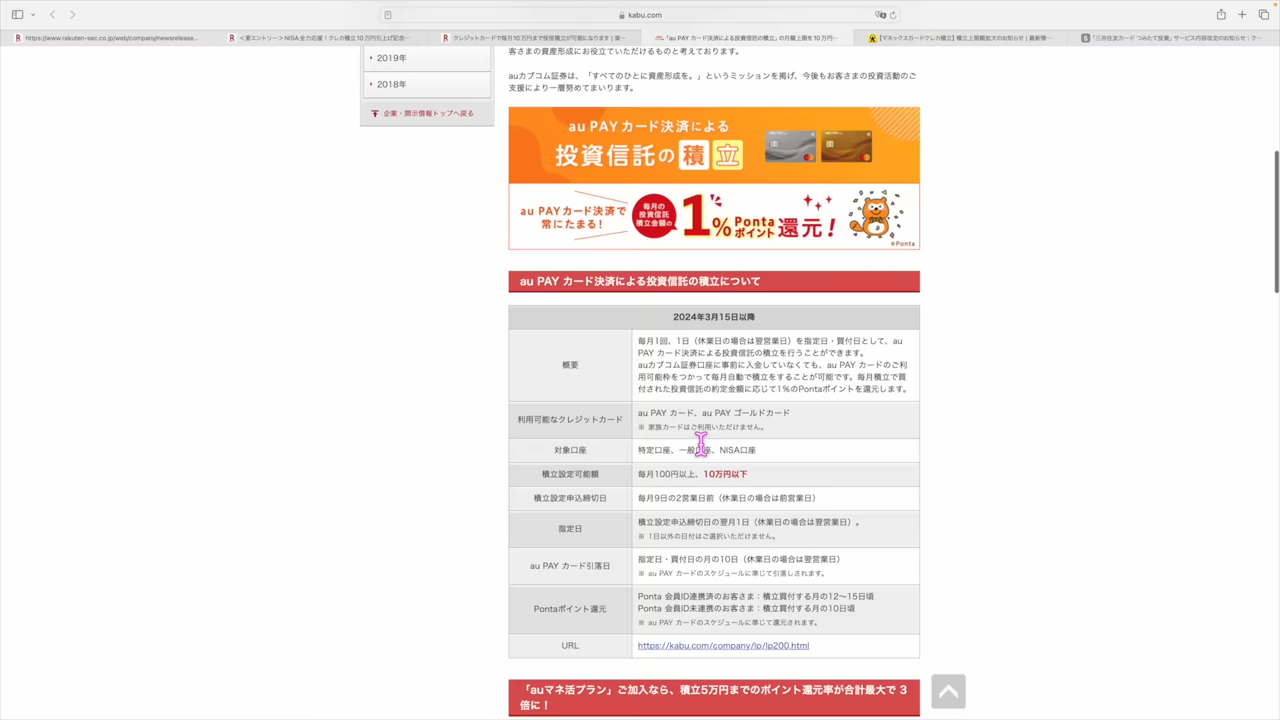 kabu.com
https://www.rakuten-sec.co.jp/web/company/newsrelease...
<要エントリー>NISA 全力応援！クレカ積立10万円引上げ記念…
クレジットカードで毎月10万円まで投信積立が可能になります | 楽…
「au PAY カード決済による投資信託の積立」の月額上限を10万円…
【マネックスカードクレカ積立】積立上限額拡大のお知らせ | 最新情…
「三井住友カード つみたて投資」サービス内容改定のお知らせ！ク…
客さまの資産形成にお役立ていただけるものと考えております。
2019年
auカブコム証券は、「すべてのひとに資産形成を。」というミッションを掲げ、今後もお客さまの投資活動のご
支援により一層努めてまいります。
2018年
企業・開示情報トップへ戻る
au PAY カード決済による
投資信託の積立
au PAYカード決済で
常にたまる！
毎月の
投資信託
積立金額の
1% Ponta
ポイント 還元！
©Ponta
au PAY カード決済による投資信託の積立について
2024年3月15日以降
概要
毎月1回、1日（休業日の場合は翌営業日）を指定日・買付日として、au
PAY カード決済による投資信託の積立を行うことができます。
auカブコム証券口座に事前に入金していなくても、au PAY カードのご利
用可能枠をつかって毎月自動で積立をすることが可能です。毎月積立で買
付された投資信託の約定金額に応じて1%のPontaポイントを還元します。
利用可能なクレジットカード
au PAY カード、au PAY ゴールドカード
※ 家族カードはご利用いただけません。
対象口座
特定口座、一般口座、NISA口座
積立設定可能額
毎月100円以上、10万円以下
積立設定申込締切日
毎月9日の2営業日前（休業日の場合は前営業日）
指定日
積立設定申込締切日の翌月1日（休業日の場合は翌営業日）。
※ 1日以外の日付はご選択いただけません。
au PAY カード引落日
指定日・買付日の月の10日（休業日の場合は翌営業日）
※ au PAY カードのスケジュールに準じて引落しされます。
Pontaポイント還元
Ponta 会員ID連携済のお客さま：積立買付する月の12〜15日頃
Ponta 会員ID未連携のお客さま：積立買付する月の10日頃
※ au PAY カードのスケジュールに準じて還元されます。
URL
https://kabu.com/company/lp/lp200.html
「auマネ活プラン」ご加入なら、積立5万円までのポイント還元率が合計最大で 3
倍に！